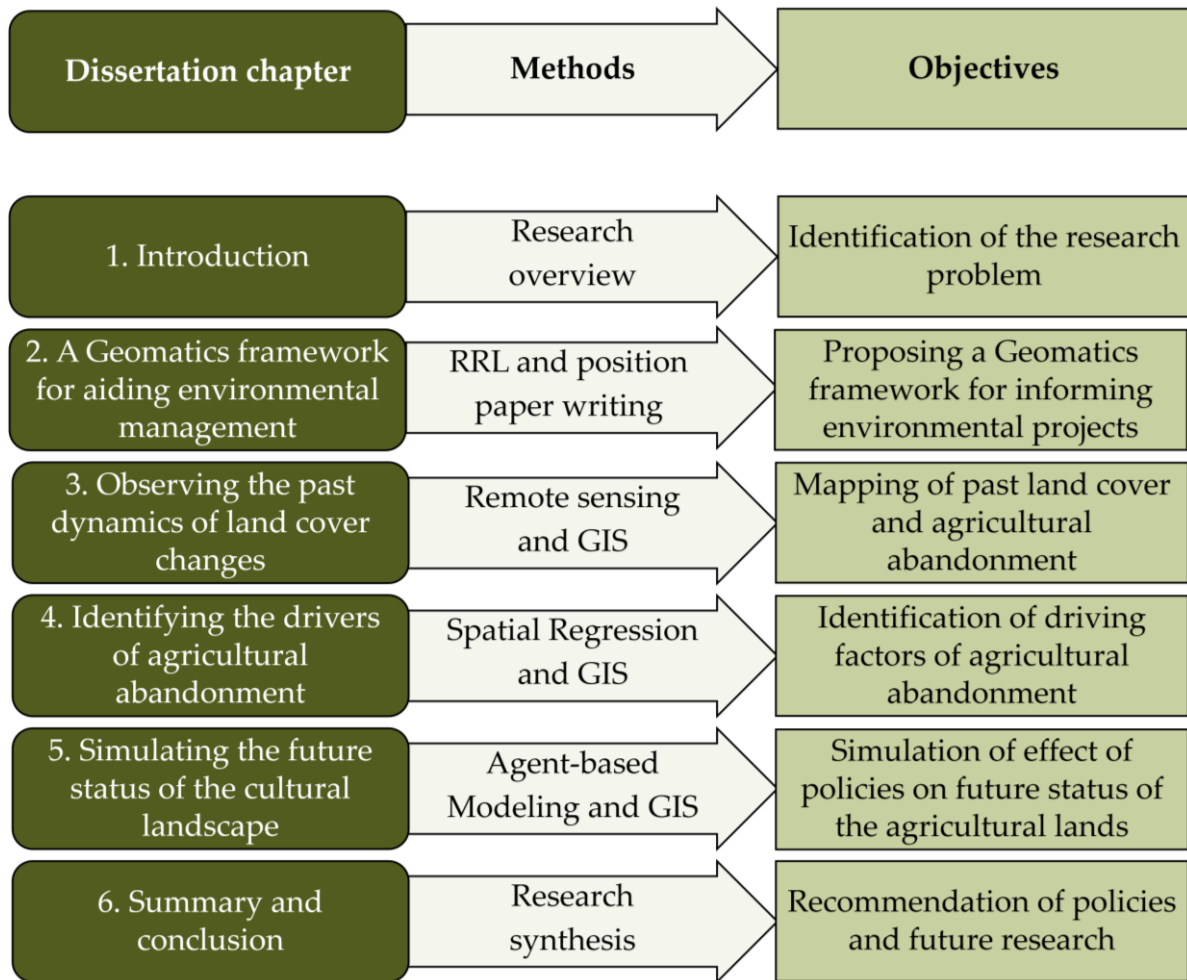 Dissertation chapter
Methods
Objectives
1. Introduction
Research
overview
Identification of the research
problem
2. A Geomatics framework
for aiding environmental
management
RRL and position
paper writing
Proposing a Geomatics
framework for informing
environmental projects
3. Observing the past
dynamics of land cover
changes
Remote sensing
and GIS
Mapping of past land cover
and agricultural
abandonment
4. Identifying the drivers
of agricultural
abandonment
Spatial Regression
and GIS
Identification of driving
factors of agricultural
abandonment
5. Simulating the future
status of the cultural
landscape
Agent-based
Modeling and GIS
Simulation of effect of
policies on future status of
the agricultural lands
6. Summary and
conclusion
Research
synthesis
Recommendation of policies
and future research